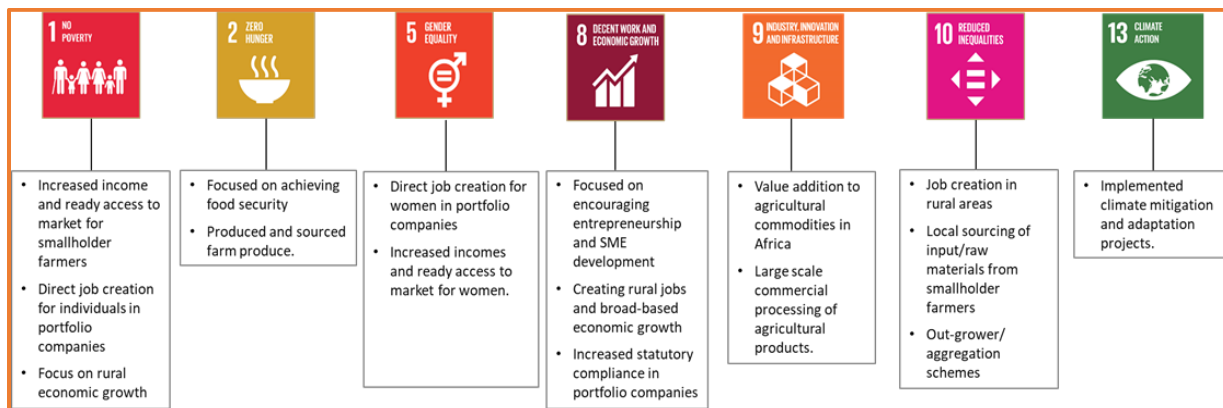 1 NO
POVERTY
2 ZERO
HUNGER
5 GENDER
EQUALITY
8 DECENT WORK AND
ECONOMIC GROWTH
9 INDUSTRY, INNOVATION
AND INFRASTRUCTURE
10 REDUCED
INEQUALITIES
13 CLIMATE
ACTION
• Increased income
and ready access to
market for
smallholder
farmers
• Direct job creation
for individuals in
portfolio
companies
• Focus on rural
economic growth
• Focused on achieving
food security
• Produced and sourced
farm produce.
• Direct job creation for
women in portfolio
companies
• Increased incomes
and ready access to
market for women.
• Focused on
encouraging
entrepreneurship
and SME
development
• Creating rural jobs
and broad-based
economic growth
• Increased statutory
compliance in
portfolio companies
• Value addition to
agricultural
commodities in
Africa
• Large scale
commercial
processing of
agricultural
products.
• Job creation in
rural areas
• Local sourcing of
input/raw
materials from
smallholder
farmers
• Out-grower/
aggregation
schemes
• Implemented
climate mitigation
and adaptation
projects.